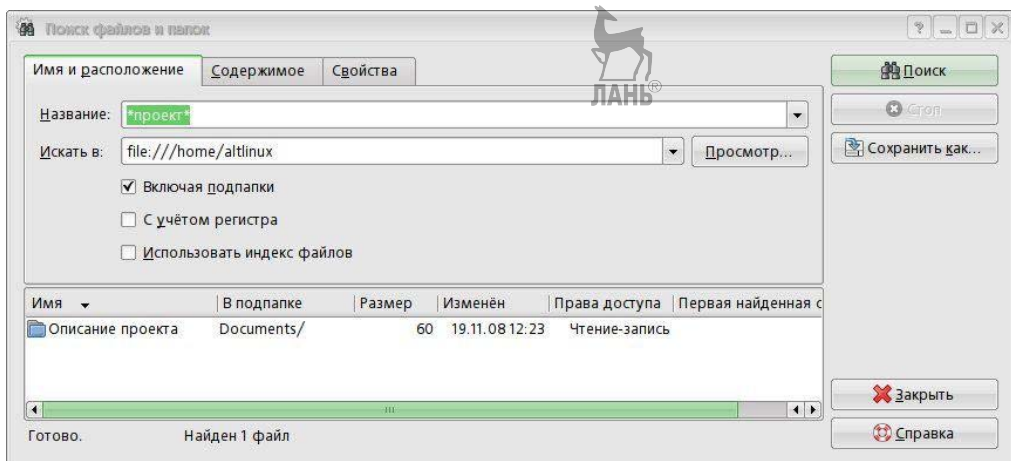 Поиск файлов и папок
ЛАНЬ®
Имя и расположение Содержимое Свойства
Название: *проект*
Искать в: file:///home/altlinux Просмотр...
Включая подпапки
С учётом регистра
Использовать индекс файлов
Поиск
Стоп
Сохранить как...
Имя В подпапке Размер Изменён Права доступа Первая найденная с
Описание проекта Documents/ 60 19.11.08 12:23 Чтение-запись
Закрыть
Справка
Готово. Найден 1 файл